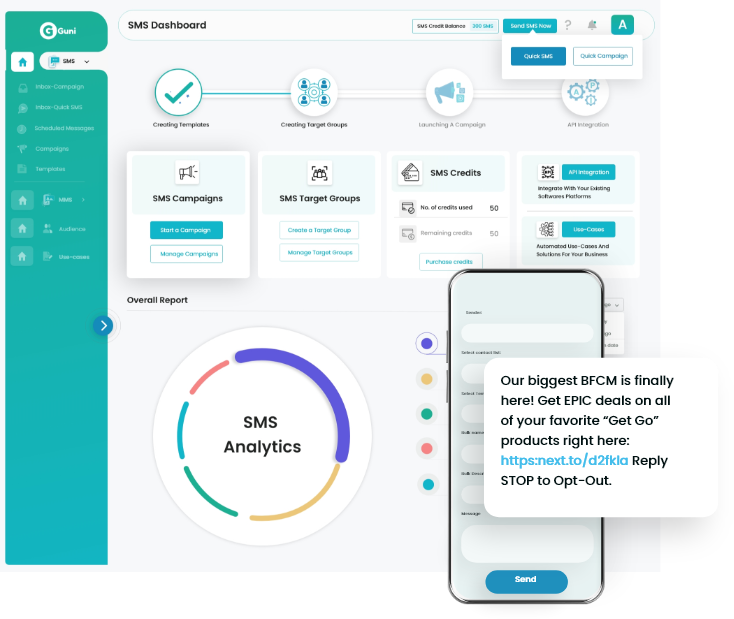 Guni
SMS Dashboard
SMS Credit Balance 300 SMS
Send SMS Now
?
A
Quick SMS
Quick Campaign
SMS
Inbox-Campaign
Inbox-Quick SMS
Scheduled Messages
Campaigns
Templates
MMS
Audience
Use-cases
Creating Templates
Creating Target Groups
Launching A Campaign
API Integration
SMS Campaigns
Start a Campaign
Manage Campaigns
SMS Target Groups
Create a Target Group
Manage Target Groups
SMS Credits
No. of credits used 50
Remaining credits 50
Purchase credits
API Integration
Integrate With Your Existing
Softwares Platforms
Use-Cases
Automated Use-Cases And
Solutions For Your Business
Overall Report
SMS
Analytics
Sender
Select contact list
Message
Send
Our biggest BFCM is finally
here! Get EPIC deals on all
of your favorite “Get Go”
products right here:
https:next.to/d2fkla Reply
STOP to Opt-Out.